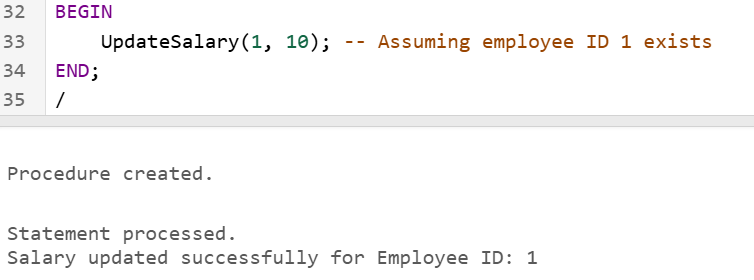 32 BEGIN
33     UpdateSalary(1, 10); -- Assuming employee ID 1 exists
34 END;
35 /
Procedure created.
Statement processed.
Salary updated successfully for Employee ID: 1